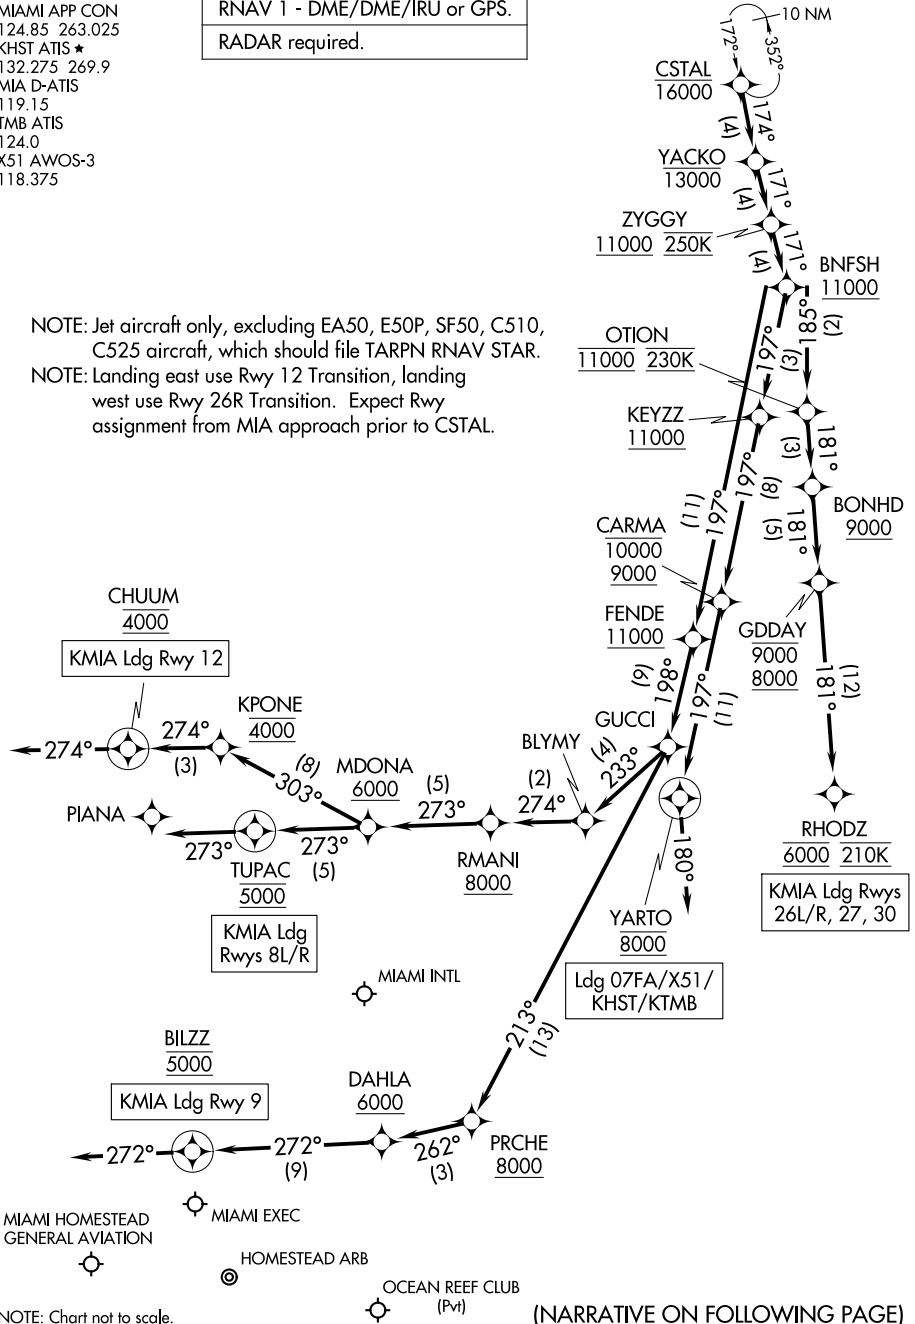 MIAMI APP CON
124.85 263.025
KHST ATIS ★
132.275 269.9
MIA D-ATIS
119.15
TMB ATIS
124.0
X51 AWOS-3
118.375
RNAV 1 - DME/DME/IRU or GPS.
RADAR required.
10 NM
172°
352°
CSTAL
16000
174°
(4)
YACKO
13000
171°
(4)
ZYGGY
11000 250K
171°
(4)
BNFSH
11000
NOTE: Jet aircraft only, excluding EA50, E50P, SF50, C510,
C525 aircraft, which should file TARPN RNAV STAR.
NOTE: Landing east use Rwy 12 Transition, landing
west use Rwy 26R Transition. Expect Rwy
assignment from MIA approach prior to CSTAL.
185°
(2)
197°
(3)
OTION
11000 230K
KEYZZ
11000
181°
(3)
BONHD
9000
197°
(11)
197°
(8)
181°
(5)
CARMA
10000
9000
FENDE
11000
GDDAY
9000
8000
181°
(12)
198°
(9)
197°
(11)
GUCCI
233°
(4)
BLYMY
CHUUM
4000
KMIA Ldg Rwy 12
274°
274°
(3)
KPONE
4000
303°
(8)
MDONA
6000
273°
(5)
274°
(2)
RMANI
8000
PIANA
273°
TUPAC
5000
273°
(5)
KMIA Ldg
Rwys 8L/R
180°
YARTO
8000
Ldg 07FA/X51/
KHST/KTMB
RHODZ
6000 210K
KMIA Ldg Rwys
26L/R, 27, 30
MIAMI INTL
213°
(13)
BILZZ
5000
KMIA Ldg Rwy 9
DAHLA
6000
272°
272°
(9)
262°
(3)
PRCHE
8000
MIAMI EXEC
MIAMI HOMESTEAD
GENERAL AVIATION
HOMESTEAD ARB
OCEAN REEF CLUB
(Pvt)
NOTE: Chart not to scale.
(NARRATIVE ON FOLLOWING PAGE)